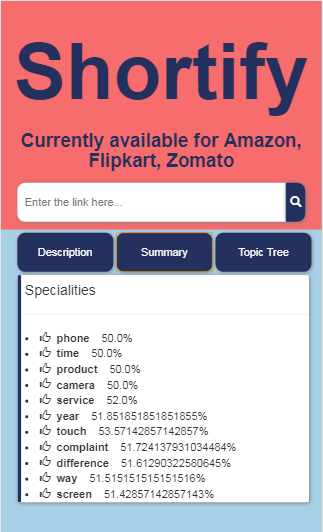 Shortify
Currently available for Amazon,
Flipkart, Zomato
Enter the link here...
Description
Summary
Topic Tree
Specialities
phone 50.0%
time 50.0%
product 50.0%
camera 50.0%
service 52.0%
year 51.851851851851855%
touch 53.57142857142857%
complaint 51.724137931034484%
difference 51.61290322580645%
way 51.515151515151516%
screen 51.42857142857143%